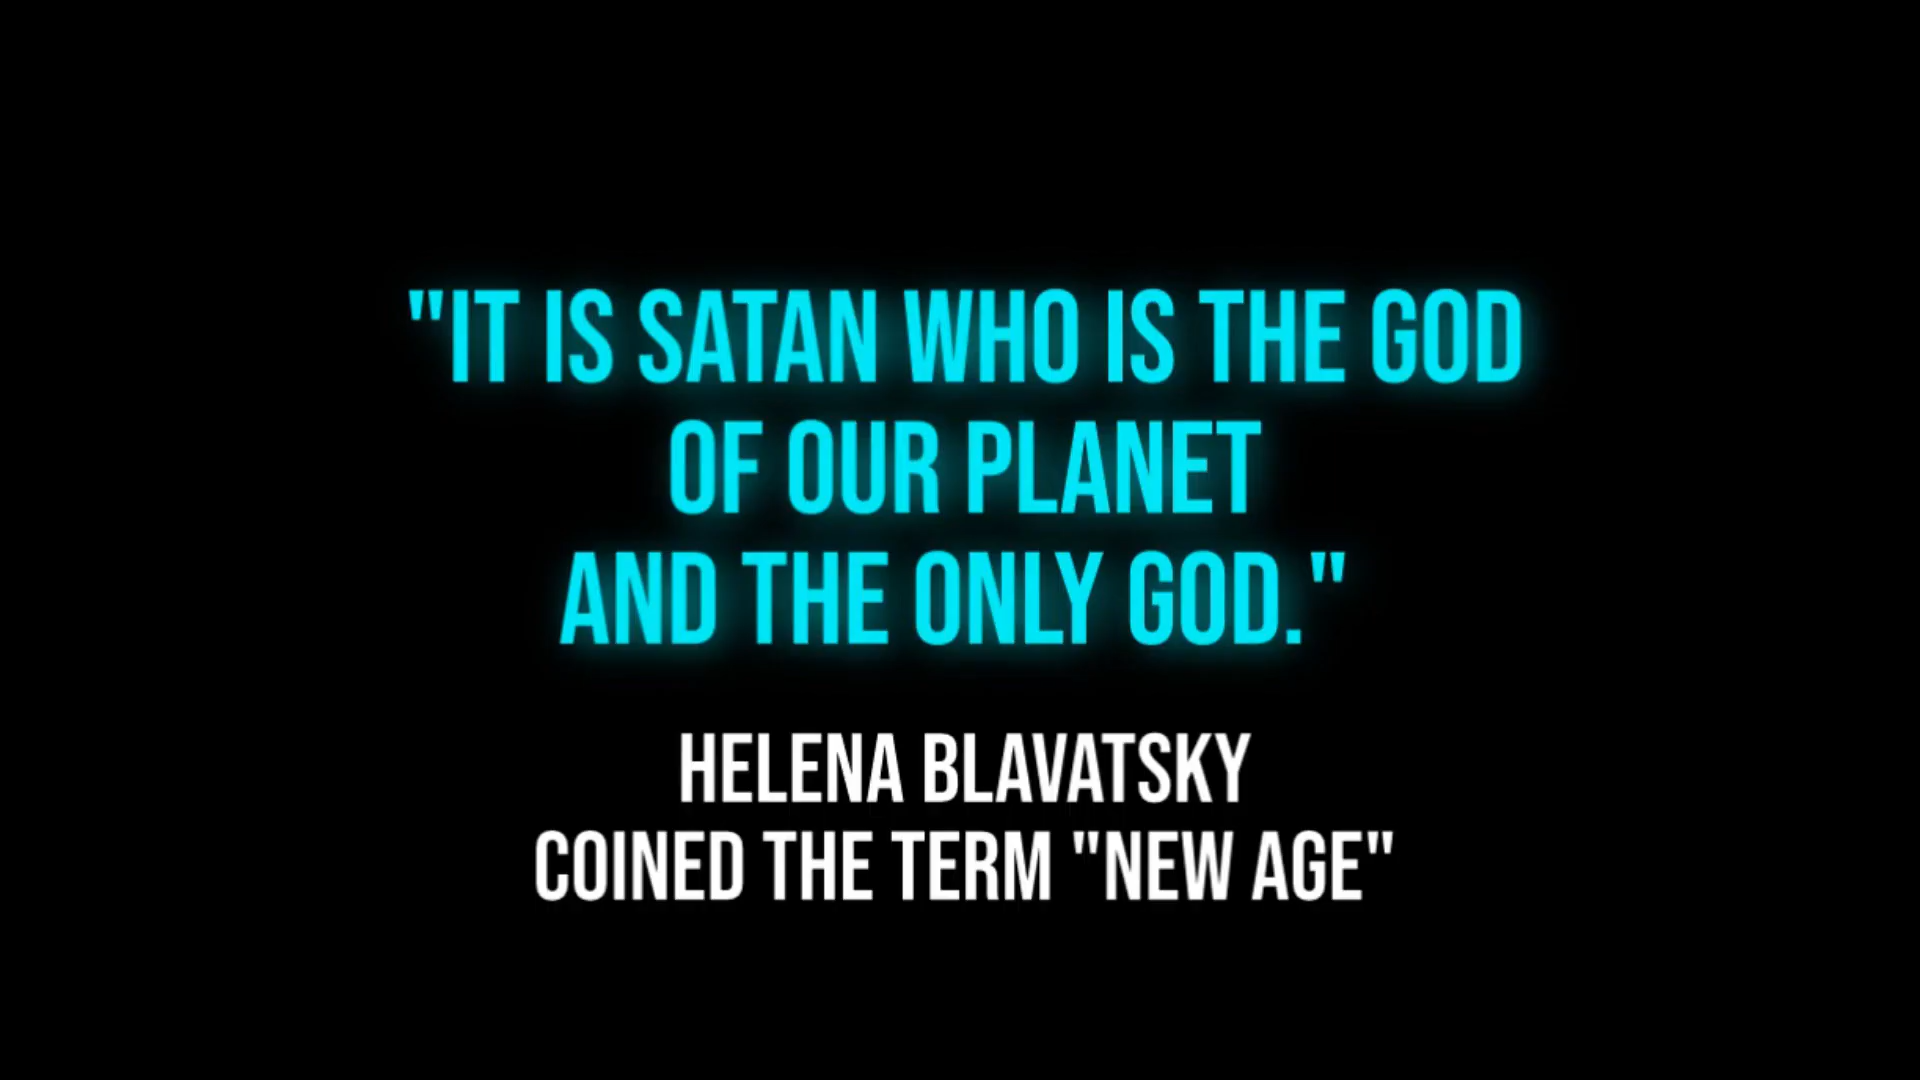 "IT IS SATAN WHO IS THE GOD
OF OUR PLANET
AND THE ONLY GOD."
HELENA BLAVATSKY
COINED THE TERM "NEW AGE"